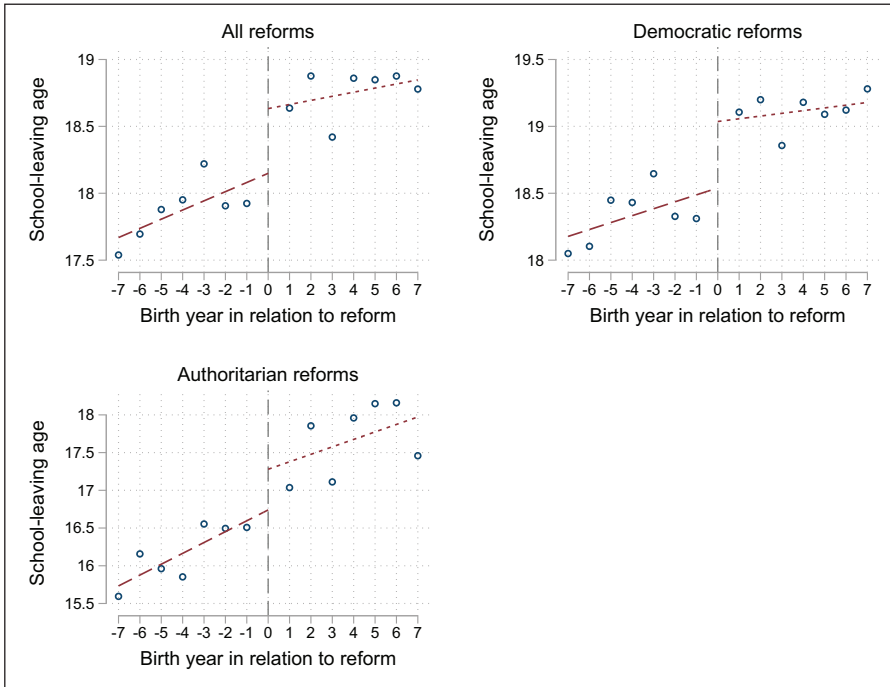 All reforms
School-leaving age
19
18.5
18
17.5
-7 -6 -5 -4 -3 -2 -1 0 1 2 3 4 5 6 7
Birth year in relation to reform
Democratic reforms
School-leaving age
19.5
19
18.5
18
-7 -6 -5 -4 -3 -2 -1 0 1 2 3 4 5 6 7
Birth year in relation to reform
Authoritarian reforms
School-leaving age
18
17.5
17
16.5
16
15.5
-7 -6 -5 -4 -3 -2 -1 0 1 2 3 4 5 6 7
Birth year in relation to reform